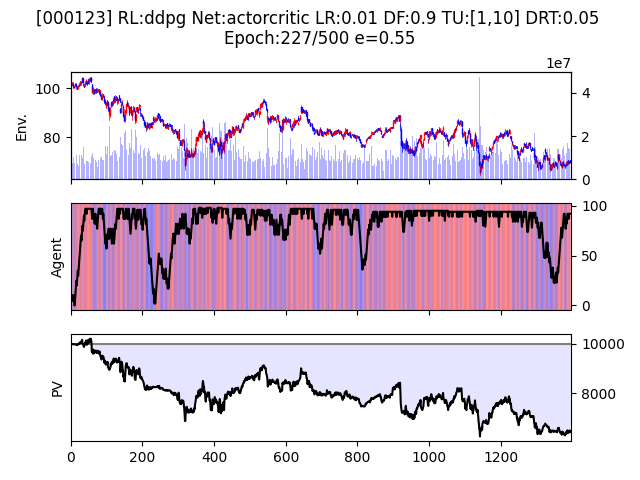 [000123] RL:ddpg Net:actorcritic LR:0.01 DF:0.9 TU:[1,10] DRT:0.05
Epoch:227/500 e=0.55
1e7
100
80
Env.
4
2
0
Agent
100
50
0
PV
10000
8000
0 200 400 600 800 1000 1200